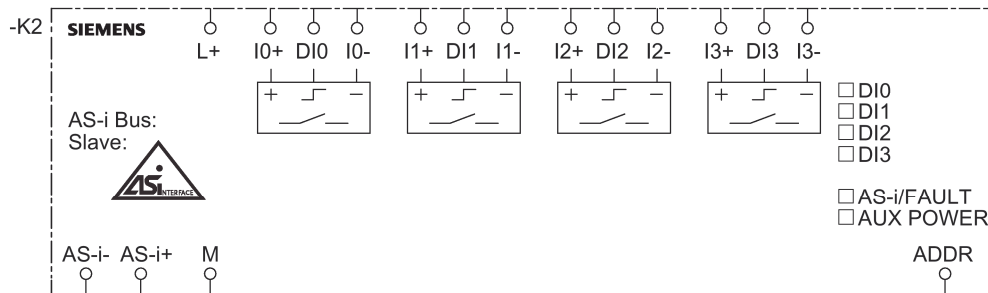 -K2
SIEMENS
L+ I0+ DI0 I0- I1+ DI1 I1- I2+ DI2 I2- I3+ DI3 I3-
+ − + − + − + −
DI0
DI1
DI2
DI3
AS-i Bus:
Slave:
ASi INTERFACE
AS-i/FAULT
AUX POWER
AS-i- AS-i+ M ADDR